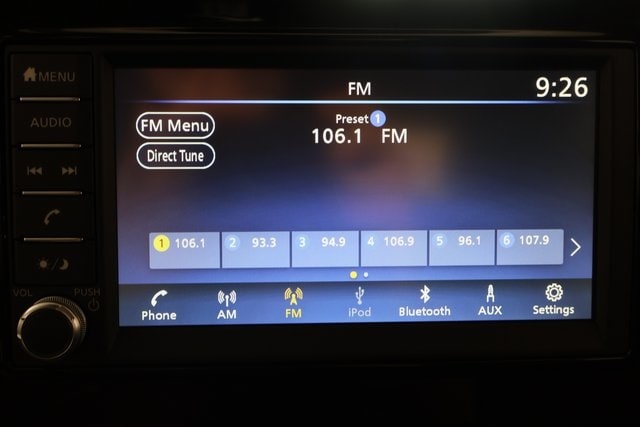 MENU
AUDIO
VOL PUSH
FM 9:26
FM Menu
Direct Tune
Preset 1
106.1 FM
1 106.1 2 93.3 3 94.9 4 106.9 5 96.1 6 107.9
Phone AM FM iPod Bluetooth AUX Settings